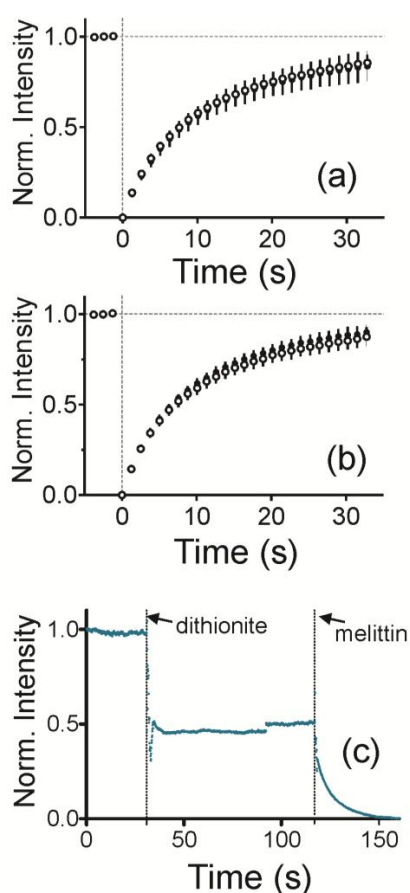 Norm. Intensity
1.0
0.5
0.0
(a)
0 10 20 30
Time (s)
Norm. Intensity
1.0
0.5
0.0
(b)
0 10 20 30
Time (s)
Norm. Intensity
1.0
0.5
0.0
dithionite
melittin
(c)
0 50 100 150
Time (s)